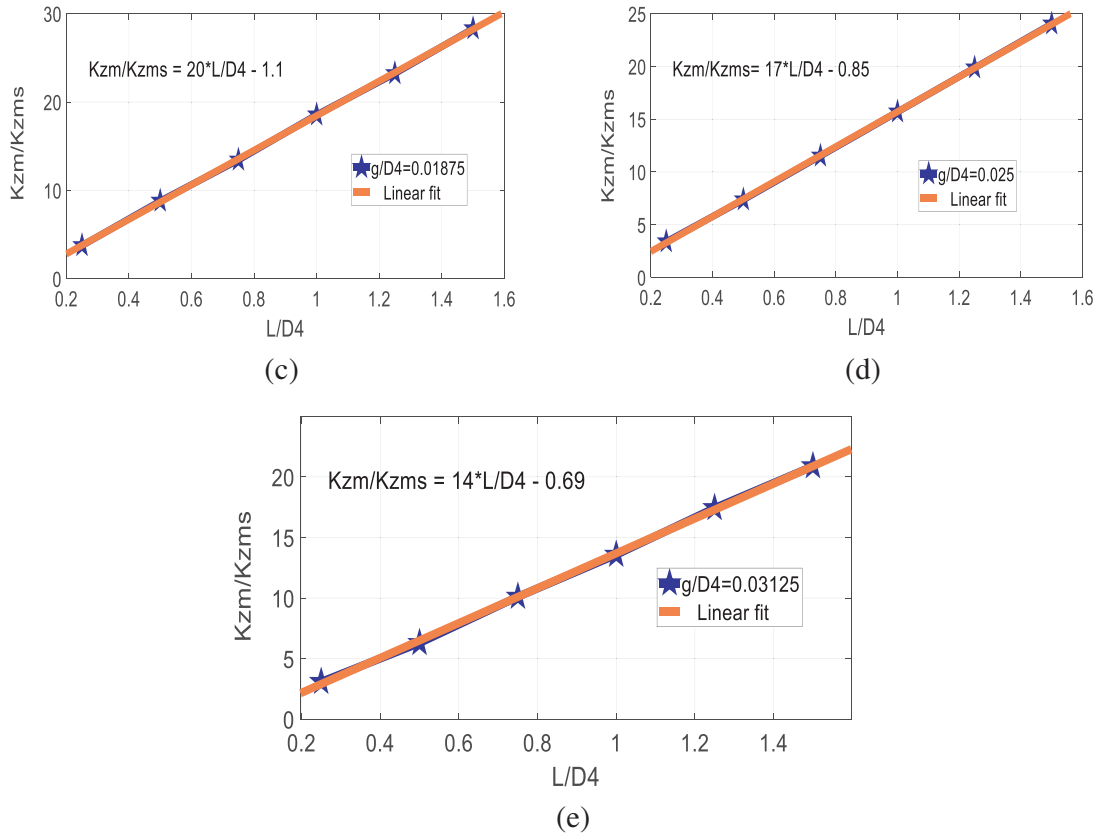 30
20
10
0
Kzm/Kzms
Kzm/Kzms = 20*L/D4 - 1.1
g/D4=0.01875
Linear fit
0.2 0.4 0.6 0.8 1 1.2 1.4 1.6
L/D4
(c)
25
20
15
10
5
0
Kzm/Kzms
Kzm/Kzms= 17*L/D4 - 0.85
g/D4=0.025
Linear fit
0.2 0.4 0.6 0.8 1 1.2 1.4 1.6
L/D4
(d)
20
15
10
5
0
Kzm/Kzms
Kzm/Kzms = 14*L/D4 - 0.69
g/D4=0.03125
Linear fit
0.2 0.4 0.6 0.8 1 1.2 1.4
L/D4
(e)